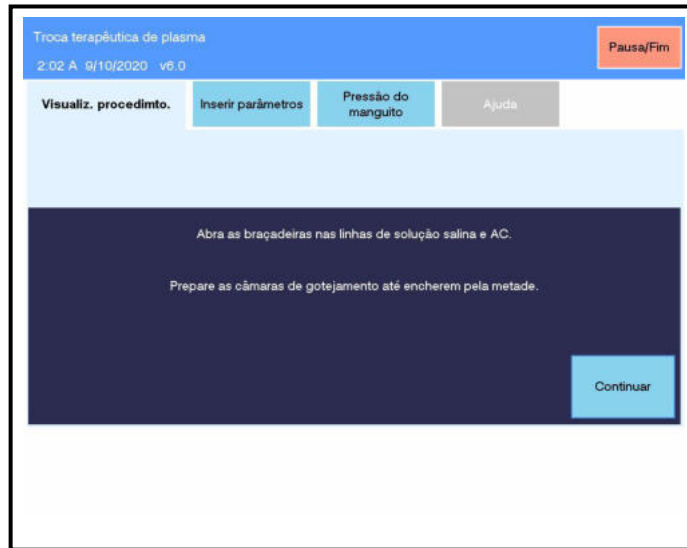 Troca terapêutica de plasma
Pausa/Fim
2:02 A 9/10/2020 v6.0
Visualiz. procedimto.
Inserir parâmetros
Pressão do
manguito
Ajuda
Abra as braçadeiras nas linhas de solução salina e AC.
Prepare as câmaras de gotejamento até encherem pela metade.
Continuar